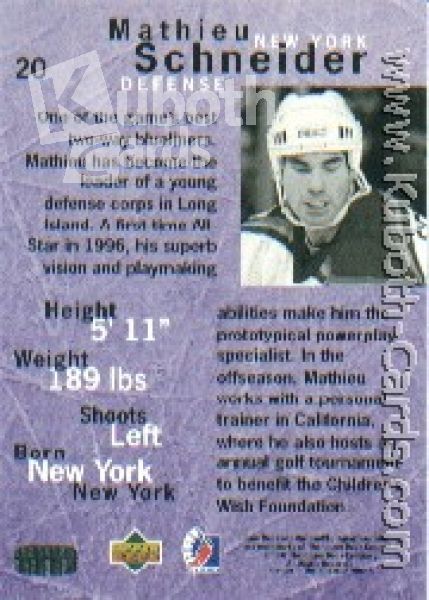 Mathieu
NEW YORK
20
Schneider
DEFENSE
One of the game's best
two-way blueliners,
Mathieu has become the
leader of a young
defense corps in Long
Island. A first-time All-
Star in 1996, his superb
vision and playmaking
abilities make him the
prototypical powerplay
specialist. In the
offseason, Mathieu
works with a personal
trainer in California,
where he also hosts
annual golf tournament
to benefit the Children
Wish Foundation.
Height
5' 11"
Weight
189 lbs
Shoots
Left
Born
New York
New York
Kuboth
www.Kuboth-Cards.com